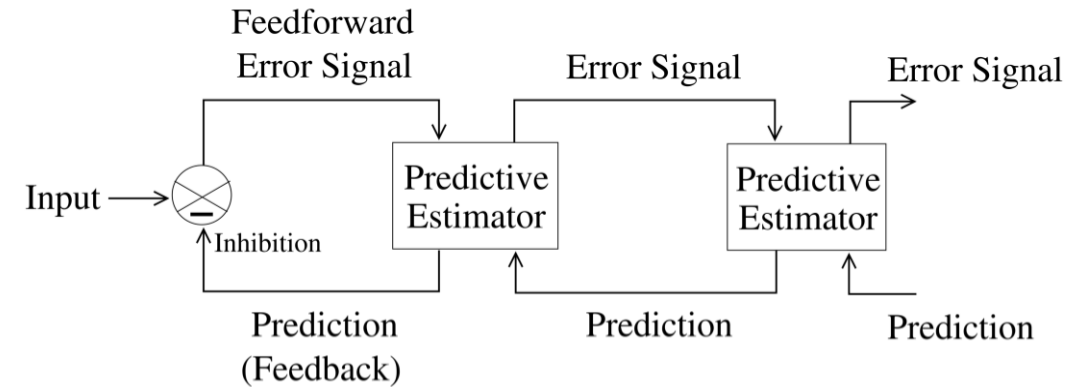 Feedforward
Error Signal
Error Signal
Error Signal
Input
Inhibition
Predictive
Estimator
Predictive
Estimator
Prediction
(Feedback)
Prediction
Prediction